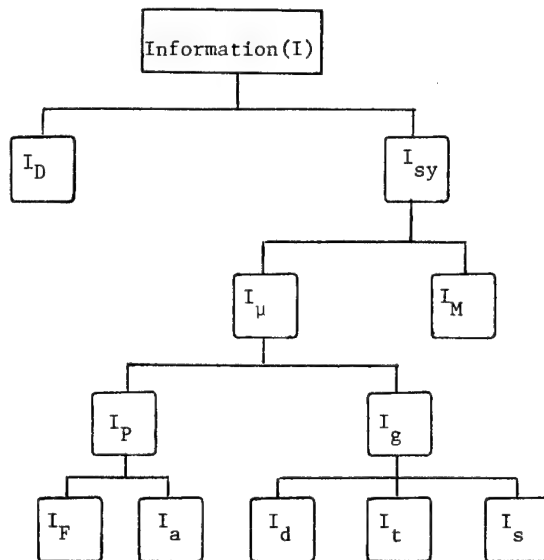 Information(I)
I_D
I_sy
I_μ
I_M
I_P
I_g
I_F
I_a
I_d
I_t
I_s